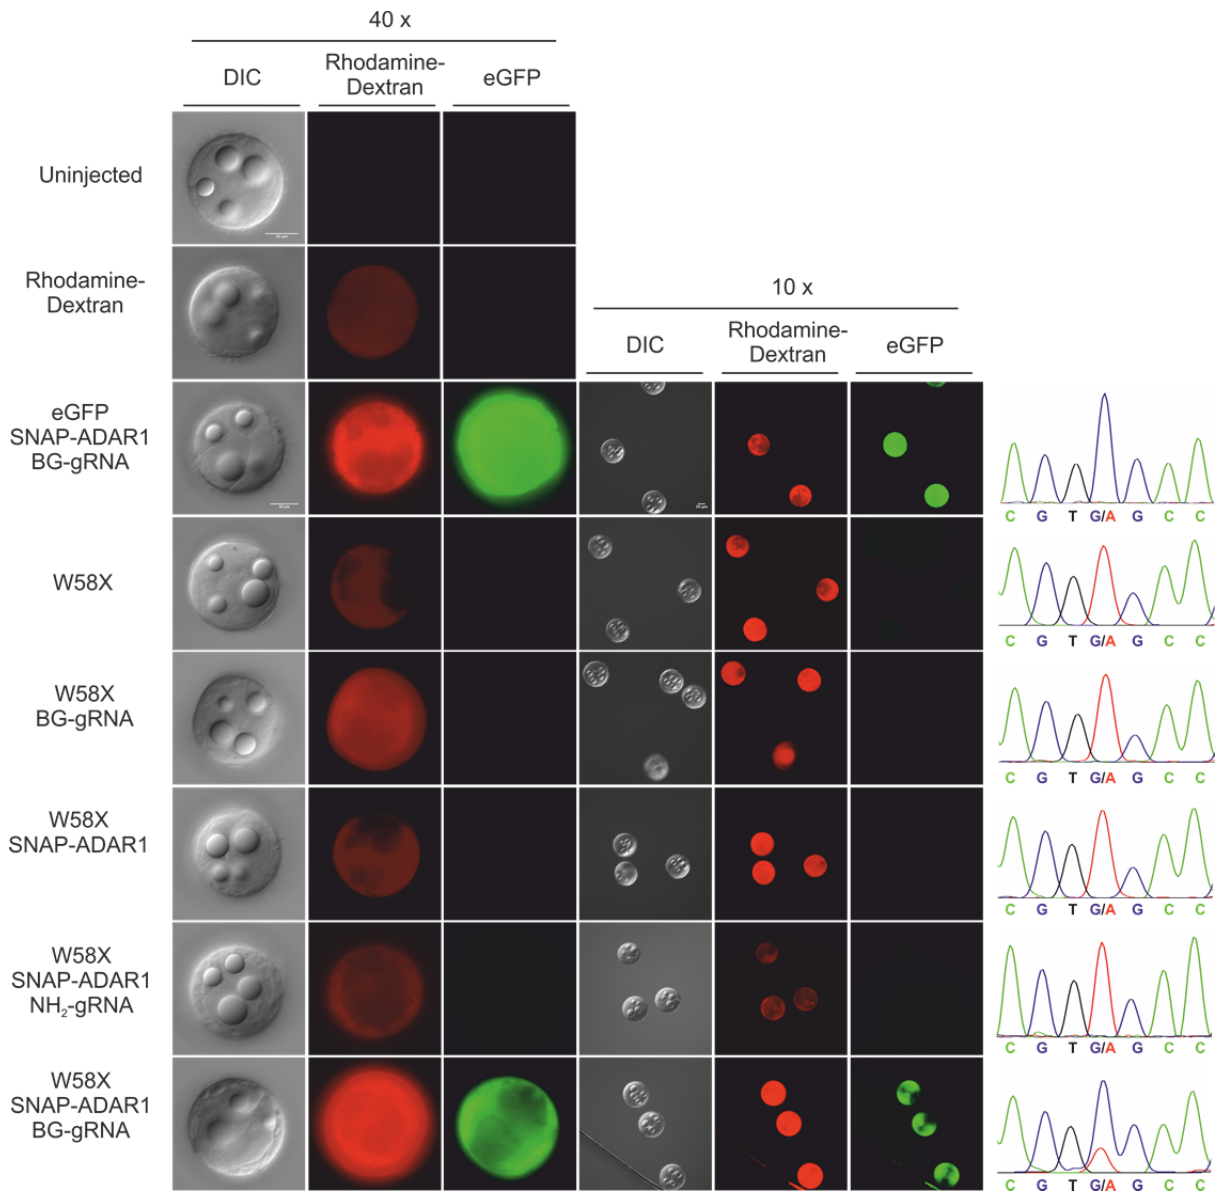 40 x
DIC
Rhodamine-
Dextran
eGFP
Uninjected
Rhodamine-
Dextran
10 x
DIC
Rhodamine-
Dextran
eGFP
eGFP
SNAP-ADAR1
BG-gRNA
C G T G/A G C C
W58X
C G T G/A G C C
W58X
BG-gRNA
C G T G/A G C C
W58X
SNAP-ADAR1
C G T G/A G C C
W58X
SNAP-ADAR1
NH₂-gRNA
C G T G/A G C C
W58X
SNAP-ADAR1
BG-gRNA
C G T G/A G C C